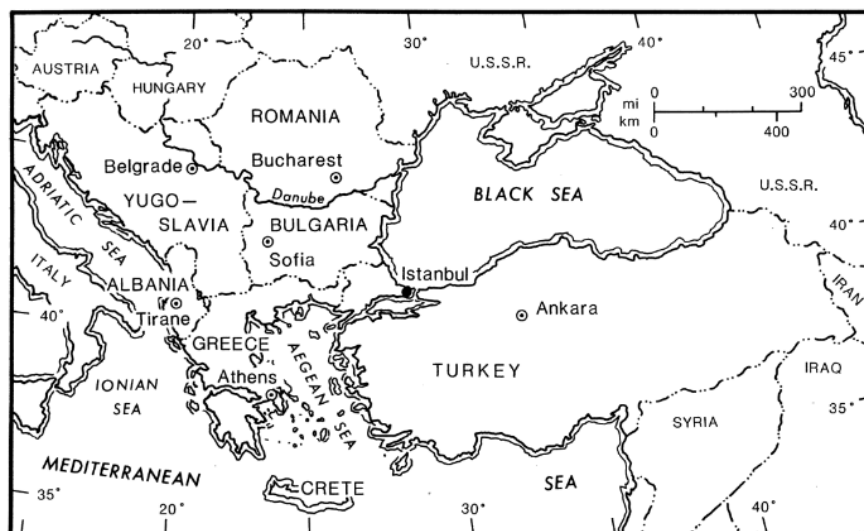 20°
30°
40°
45°
AUSTRIA
HUNGARY
U.S.S.R.
ROMANIA
mi
0
300
km
0
400
Belgrade
Bucharest
ADRIATIC
SEA
YUGO—
SLAVIA
Danube
BLACK SEA
U.S.S.R.
BULGARIA
Sofia
40°
ITALY
ALBANIA
Tirane
Istanbul
IRAN
40°
GREECE
Ankara
AEGEAN
SEA
Athens
TURKEY
IRAQ
IONIAN
SEA
35°
SYRIA
MEDITERRANEAN
SEA
CRETE
35°
20°
30°
40°